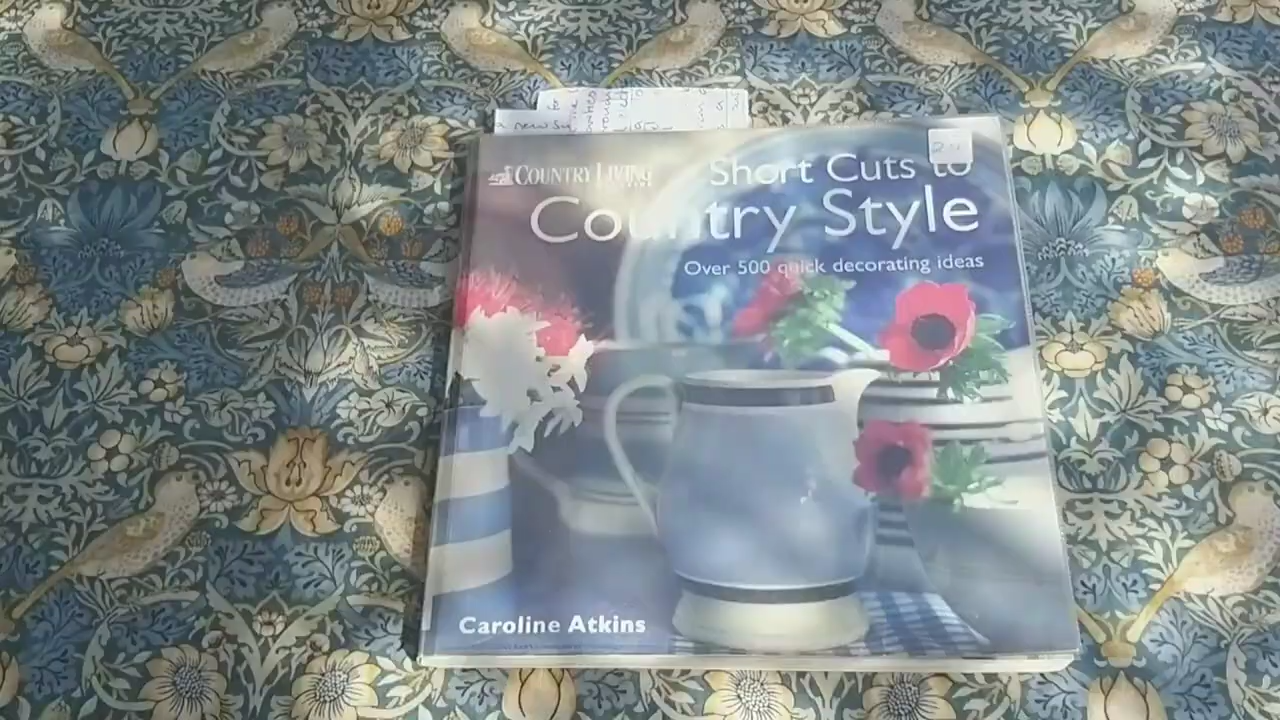 COUNTRY LIVING
Short Cuts to
Country Style
Over 500 quick decorating ideas
Caroline Atkins